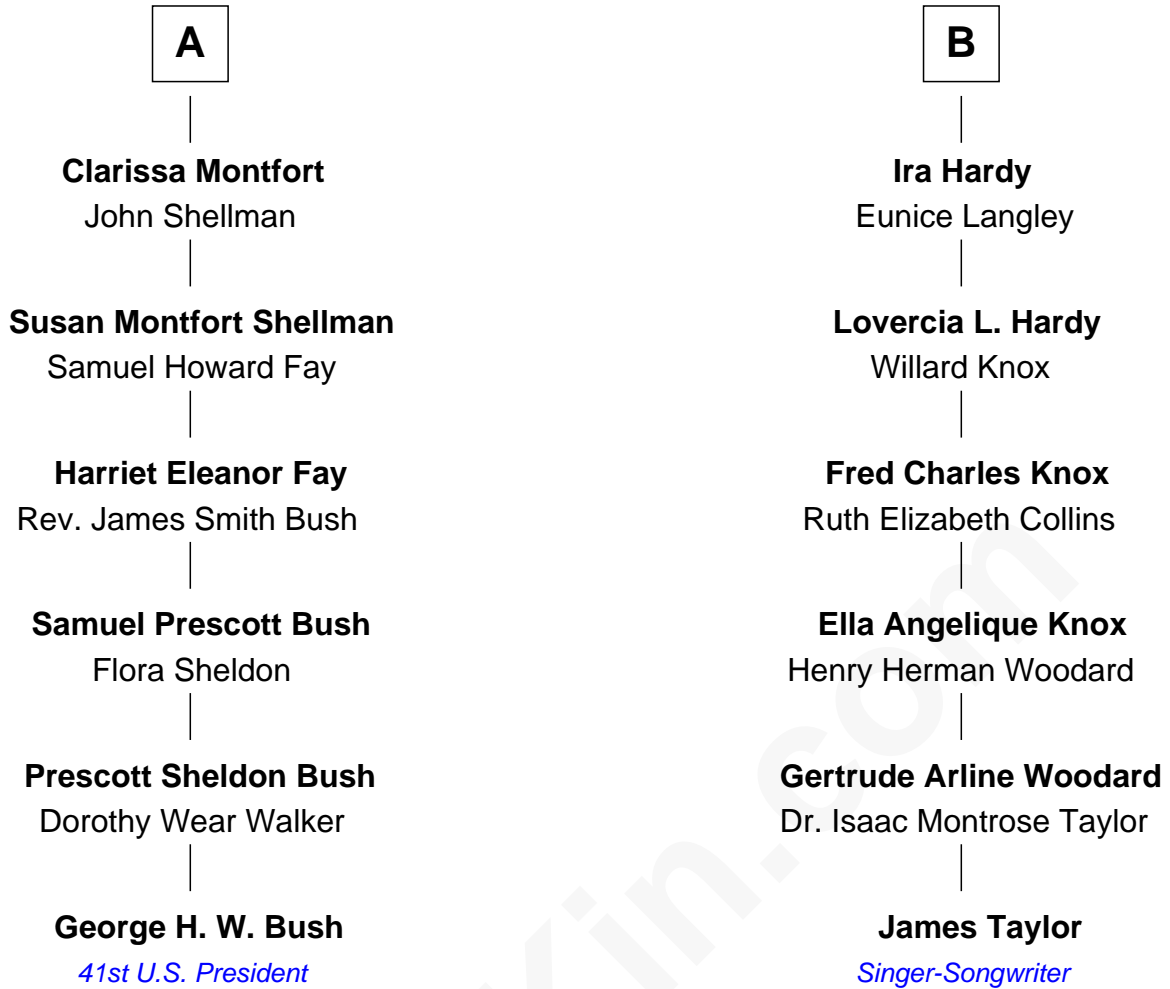 A
Clarissa Montfort
John Shellman
Susan Montfort Shellman
Samuel Howard Fay
Harriet Eleanor Fay
Rev. James Smith Bush
Samuel Prescott Bush
Flora Sheldon
Prescott Sheldon Bush
Dorothy Wear Walker
George H. W. Bush
41st U.S. President
B
Ira Hardy
Eunice Langley
Lovercia L. Hardy
Willard Knox
Fred Charles Knox
Ruth Elizabeth Collins
Ella Angelique Knox
Henry Herman Woodard
Gertrude Arline Woodard
Dr. Isaac Montrose Taylor
James Taylor
Singer-Songwriter
Kin.com